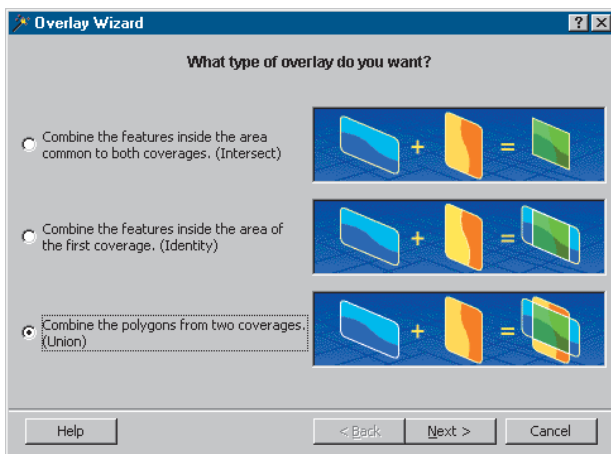 Overlay Wizard
What type of overlay do you want?
Combine the features inside the area
common to both coverages. (Intersect)
Combine the features inside the area of
the first coverage. (Identity)
Combine the polygons from two coverages.
(Union)
Help
< Back
Next >
Cancel